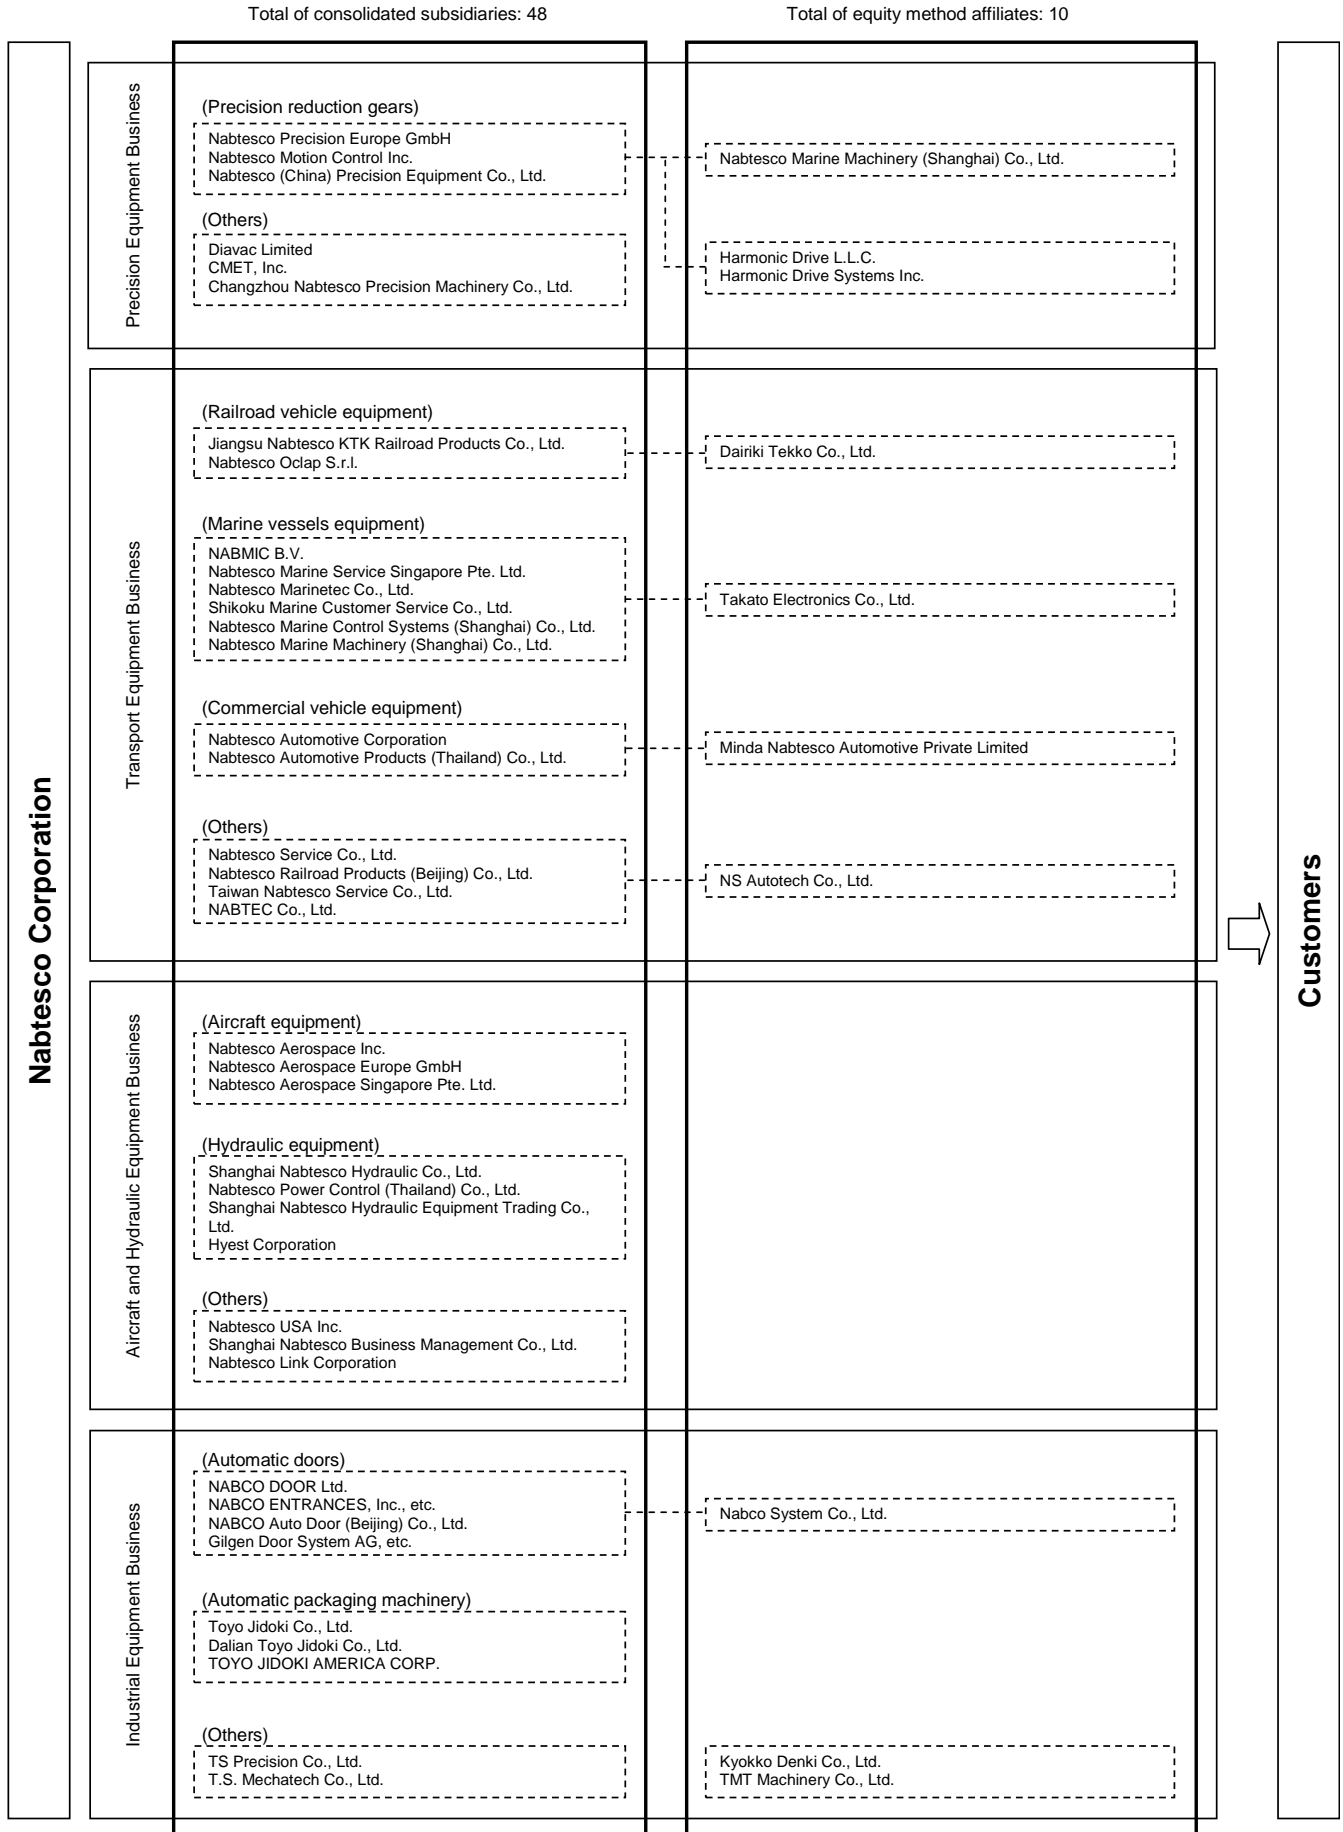 Total of consolidated subsidiaries: 48
Total of equity method affiliates: 10
Nabtesco Corporation
Precision Equipment Business
(Precision reduction gears)
Nabtesco Precision Europe GmbH
Nabtesco Motion Control Inc.
Nabtesco (China) Precision Equipment Co., Ltd.
Nabtesco Marine Machinery (Shanghai) Co., Ltd.
(Others)
Diavac Limited
CMET, Inc.
Changzhou Nabtesco Precision Machinery Co., Ltd.
Harmonic Drive L.L.C.
Harmonic Drive Systems Inc.
Transport Equipment Business
(Railroad vehicle equipment)
Jiangsu Nabtesco KTK Railroad Products Co., Ltd.
Nabtesco Oclap S.r.l.
Dairiki Tekko Co., Ltd.
(Marine vessels equipment)
NABMIC B.V.
Nabtesco Marine Service Singapore Pte. Ltd.
Nabtesco Marinetec Co., Ltd.
Shikoku Marine Customer Service Co., Ltd.
Nabtesco Marine Control Systems (Shanghai) Co., Ltd.
Nabtesco Marine Machinery (Shanghai) Co., Ltd.
Takato Electronics Co., Ltd.
(Commercial vehicle equipment)
Nabtesco Automotive Corporation
Nabtesco Automotive Products (Thailand) Co., Ltd.
Minda Nabtesco Automotive Private Limited
(Others)
Nabtesco Service Co., Ltd.
Nabtesco Railroad Products (Beijing) Co., Ltd.
Taiwan Nabtesco Service Co., Ltd.
NABTEC Co., Ltd.
NS Autotech Co., Ltd.
Aircraft and Hydraulic Equipment Business
(Aircraft equipment)
Nabtesco Aerospace Inc.
Nabtesco Aerospace Europe GmbH
Nabtesco Aerospace Singapore Pte. Ltd.
(Hydraulic equipment)
Shanghai Nabtesco Hydraulic Co., Ltd.
Nabtesco Power Control (Thailand) Co., Ltd.
Shanghai Nabtesco Hydraulic Equipment Trading Co.,
Ltd.
Hyest Corporation
(Others)
Nabtesco USA Inc.
Shanghai Nabtesco Business Management Co., Ltd.
Nabtesco Link Corporation
Industrial Equipment Business
(Automatic doors)
NABCO DOOR Ltd.
NABCO ENTRANCES, Inc., etc.
NABCO Auto Door (Beijing) Co., Ltd.
Gilgen Door System AG, etc.
Nabco System Co., Ltd.
(Automatic packaging machinery)
Toyo Jidoki Co., Ltd.
Dalian Toyo Jidoki Co., Ltd.
TOYO JIDOKI AMERICA CORP.
(Others)
TS Precision Co., Ltd.
T.S. Mechatech Co., Ltd.
Kyokko Denki Co., Ltd.
TMT Machinery Co., Ltd.
Customers